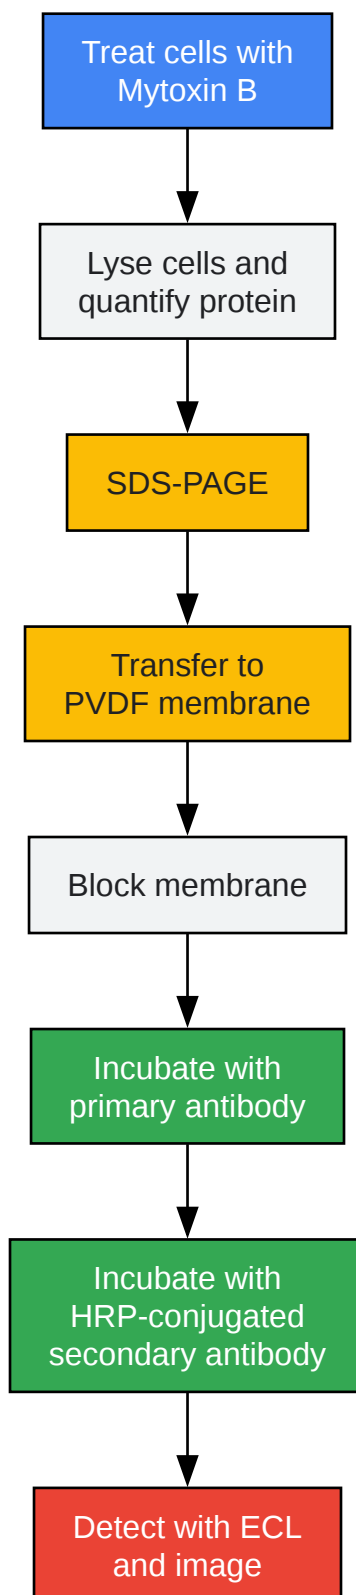 Treat cells with
Mytoxin B
Lyse cells and
quantify protein
SDS-PAGE
Transfer to
PVDF membrane
Block membrane
Incubate with
primary antibody
Incubate with
HRP-conjugated
secondary antibody
Detect with ECL
and image